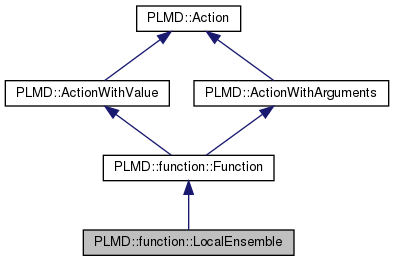 PLMD::Action
PLMD::ActionWithValue
PLMD::ActionWithArguments
PLMD::function::Function
PLMD::function::LocalEnsemble